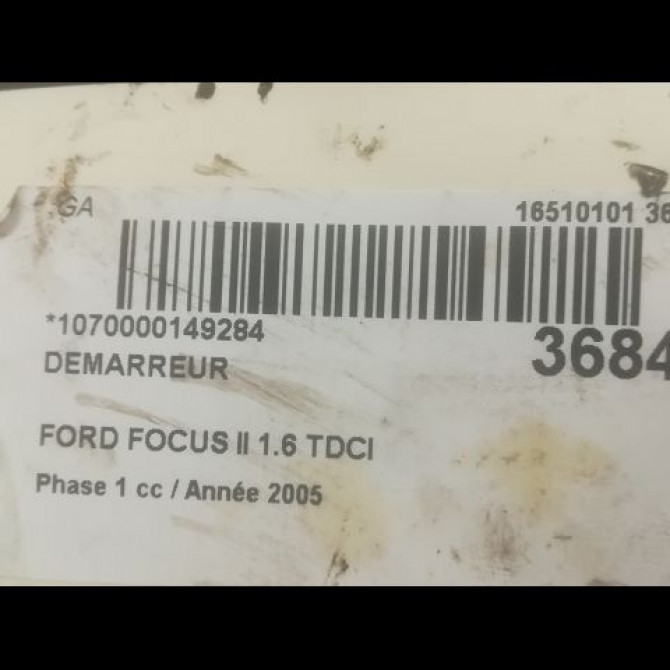 GA
16510101 36
*1070000149284
3684
DEMARREUR
FORD FOCUS II 1.6 TDCI
Phase 1 cc / Année 2005